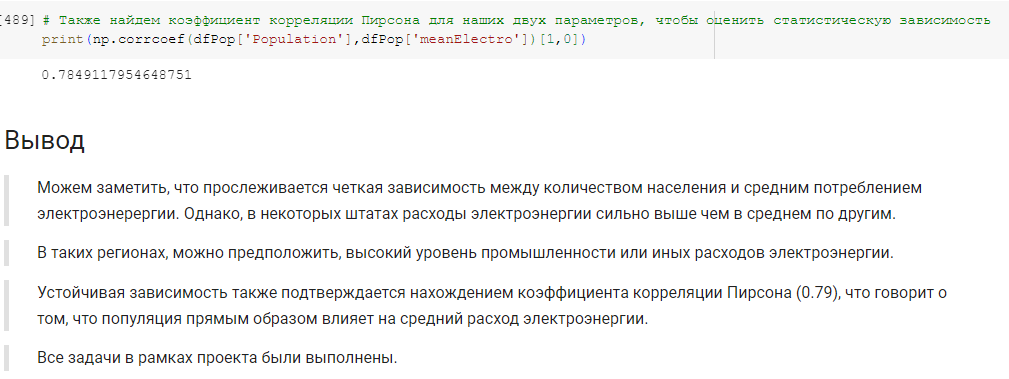 [489] # Также найдем коэффициент корреляции Пирсона для наших двух параметров, чтобы оценить статистическую зависимость
print(np.corrcoef(dfPop['Population'],dfPop['meanElectro'])[1,0])
0.7849117954648751
Вывод
Можем заметить, что прослеживается четкая зависимость между количеством населения и средним потреблением
электроэнерергии. Однако, в некоторых штатах расходы электроэнергии сильно выше чем в среднем по другим.
В таких регионах, можно предположить, высокий уровень промышленности или иных расходов электроэнергии.
Устойчивая зависимость также подтверждается нахождением коэффициента корреляции Пирсона (0.79), что говорит о
том, что популяция прямым образом влияет на средний расход электроэнергии.
Все задачи в рамках проекта были выполнены.